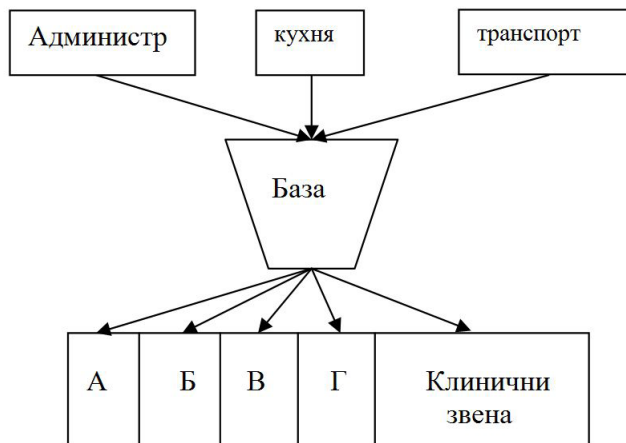 Администр
кухня
транспорт
База
А
Б
В
Г
Клинични
звена